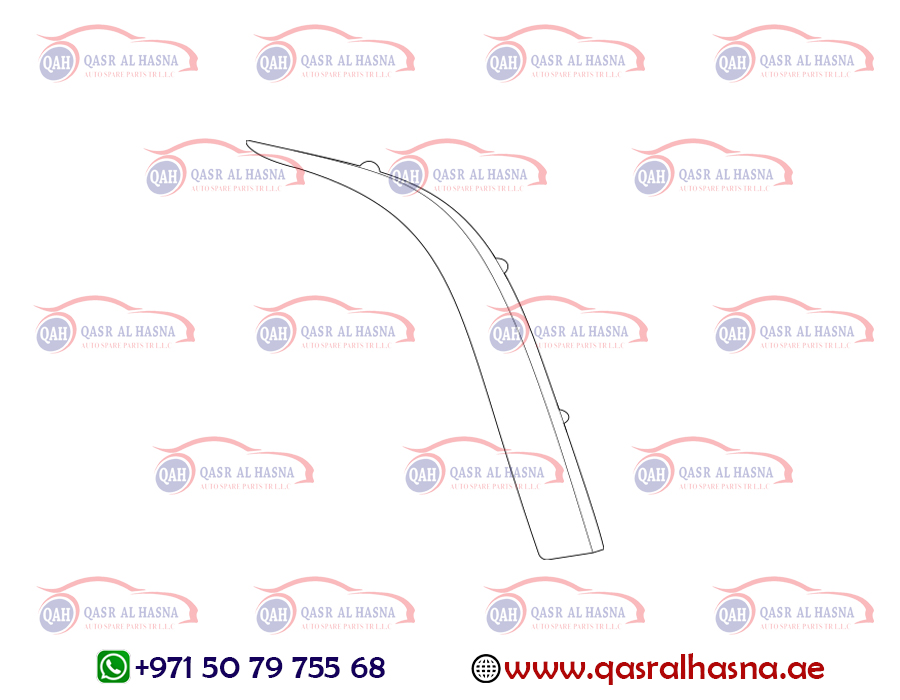 QAH QASR AL HASNA QAH QASR AL HASNA QAH QASR AL HASNA QAH QASR AL HASNA
AUTO SPARE PARTS TR L.L.C AUTO SPARE PARTS TR L.L.C AUTO SPARE PARTS TR L.L.C AUTO SPARE PARTS TR L.L.C
QAH QASR AL HASNA QAH QASR AL HASNA QAH QASR AL HASNA
AUTO SPARE PARTS TR L.L.C AUTO SPARE PARTS TR L.L.C AUTO SPARE PARTS TR L.L.C
QAH QASR AL HASNA QAH QASR AL HASNA QAH QASR AL HASNA QAH QASR AL HASNA
AUTO SPARE PARTS TR L.L.C AUTO SPARE PARTS TR L.L.C AUTO SPARE PARTS TR L.L.C AUTO SPARE PARTS TR L.L.C
QAH QASR AL HASNA QAH QASR AL HASNA QAH QASR AL HASNA
AUTO SPARE PARTS TR L.L.C AUTO SPARE PARTS TR L.L.C AUTO SPARE PARTS TR L.L.C
QAH QASR AL HASNA QAH QASR AL HASNA QAH QASR AL HASNA QAH QASR AL HASNA
AUTO SPARE PARTS TR L.L.C AUTO SPARE PARTS TR L.L.C AUTO SPARE PARTS TR L.L.C AUTO SPARE PARTS TR L.L.C
+971 50 79 755 68 www.qasralhasna.ae